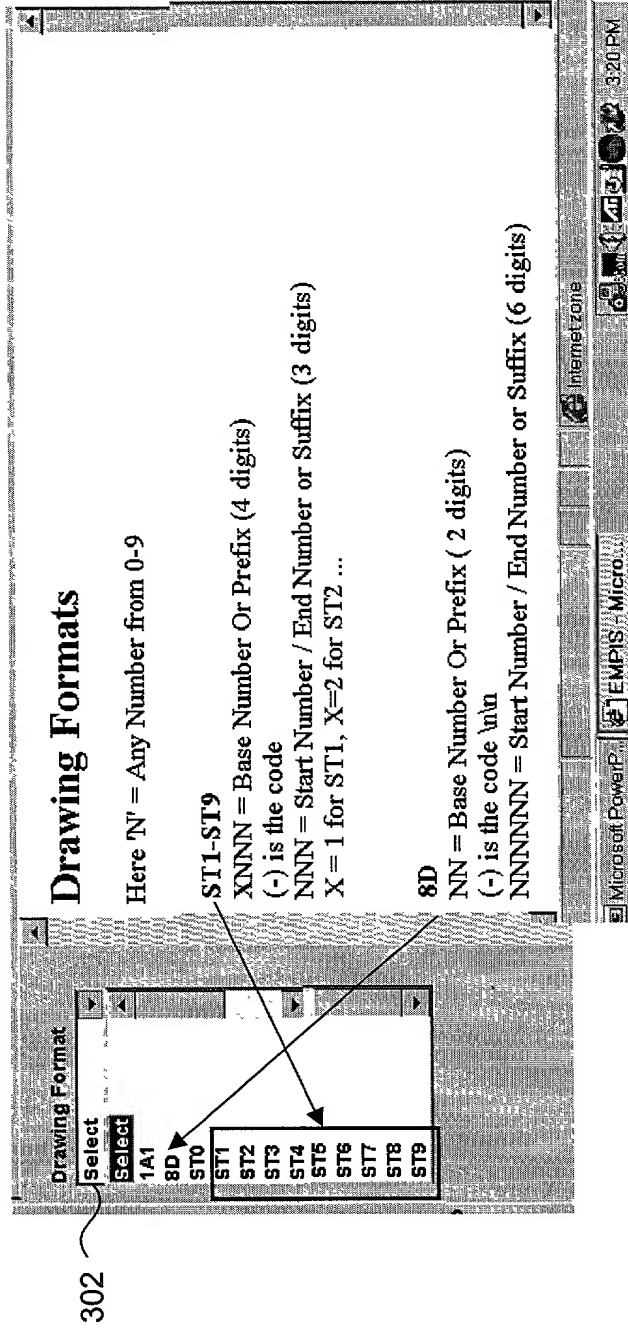 302
Drawing Format
Select
Select
1A1
8D
ST0
ST1
ST2
ST3
ST4
ST5
ST6
ST7
ST8
ST9
Drawing Formats
Here 'N' = Any Number from 0-9
ST1-ST9
XNNN = Base Number Or Prefix (4 digits)
(-) is the code
NNN = Start Number / End Number or Suffix (3 digits)
X = 1 for ST1, X=2 for ST2 ...
8D
NN = Base Number Or Prefix ( 2 digits)
(-) is the code \n\n
NNNNNN = Start Number / End Number or Suffix (6 digits)
Internet zone
Microsoft PowerP...
EMPIS - Micro...
3:20 PM